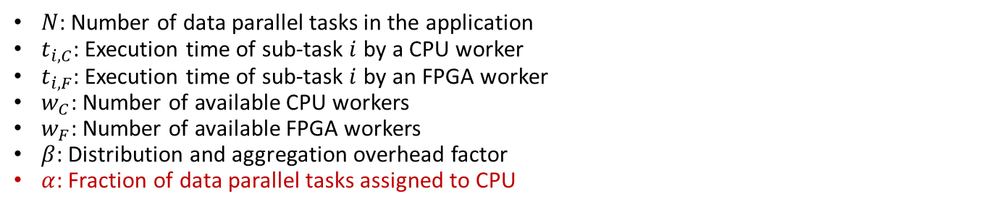 • N: Number of data parallel tasks in the application
• t_{i,C}: Execution time of sub-task i by a CPU worker
• t_{i,F}: Execution time of sub-task i by an FPGA worker
• w_C: Number of available CPU workers
• w_F: Number of available FPGA workers
• β: Distribution and aggregation overhead factor
• α: Fraction of data parallel tasks assigned to CPU